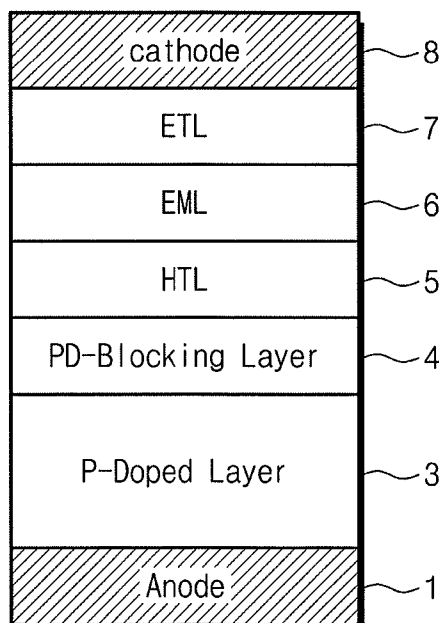 cathode 8
ETL 7
EML 6
HTL 5
PD-Blocking Layer 4
P-Doped Layer 3
Anode 1